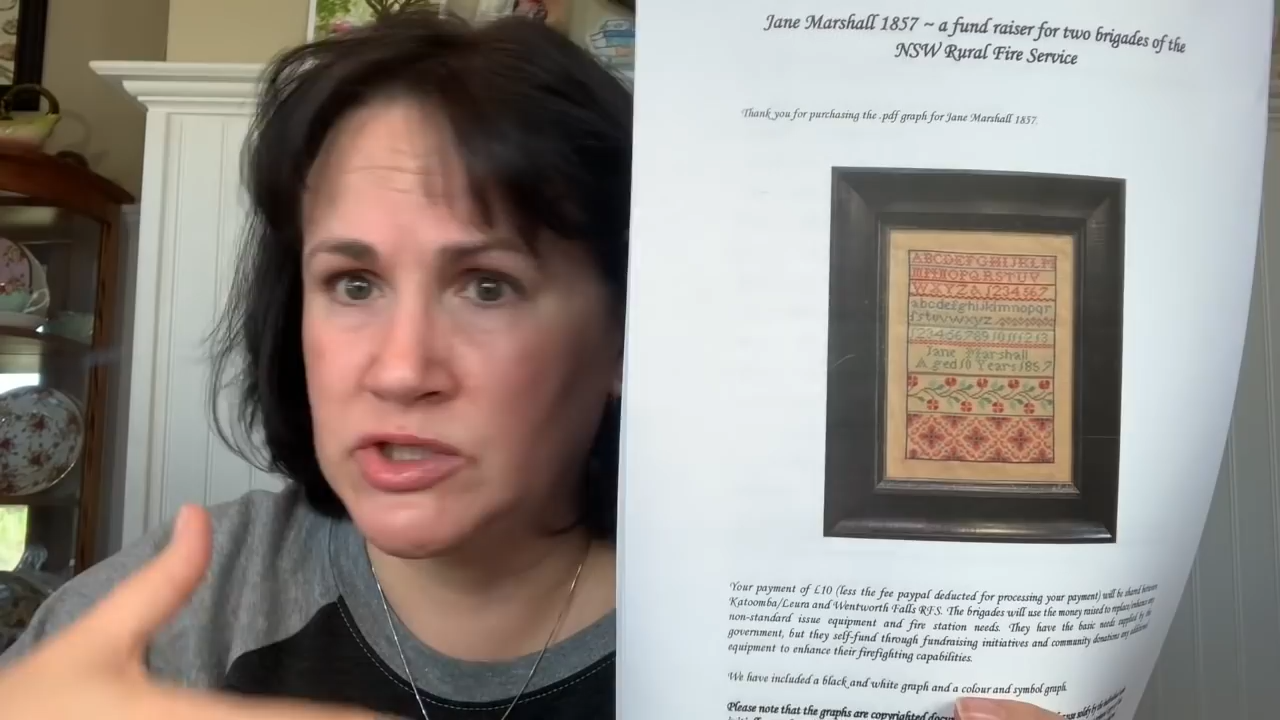 Jane Marshall 1857 ~ a fund raiser for two brigades of the
NSW Rural Fire Service
Thank you for purchasing the .pdf graph for Jane Marshall 1857.
ABCDEFGHIJKL
MNOPQRSTUV
WXYZ& 1234567
abcdefghijklmnopqr
stuvwxyz
12345678910111213
Jane Marshall
Aged 10 Years 1857
Your payment of £10 (less the fee paypal deducted for processing your payment) will be shared between
Katoomba/Leura and Wentworth Falls RFS. The brigades will use the money raised to replace/enhance any
non-standard issue equipment and fire station needs. They have the basic needs supplied by the
government, but they self-fund through fundraising initiatives and community donations any additional
equipment to enhance their firefighting capabilities.
We have included a black and white graph and a colour and symbol graph.
Please note that the graphs are copyrighted